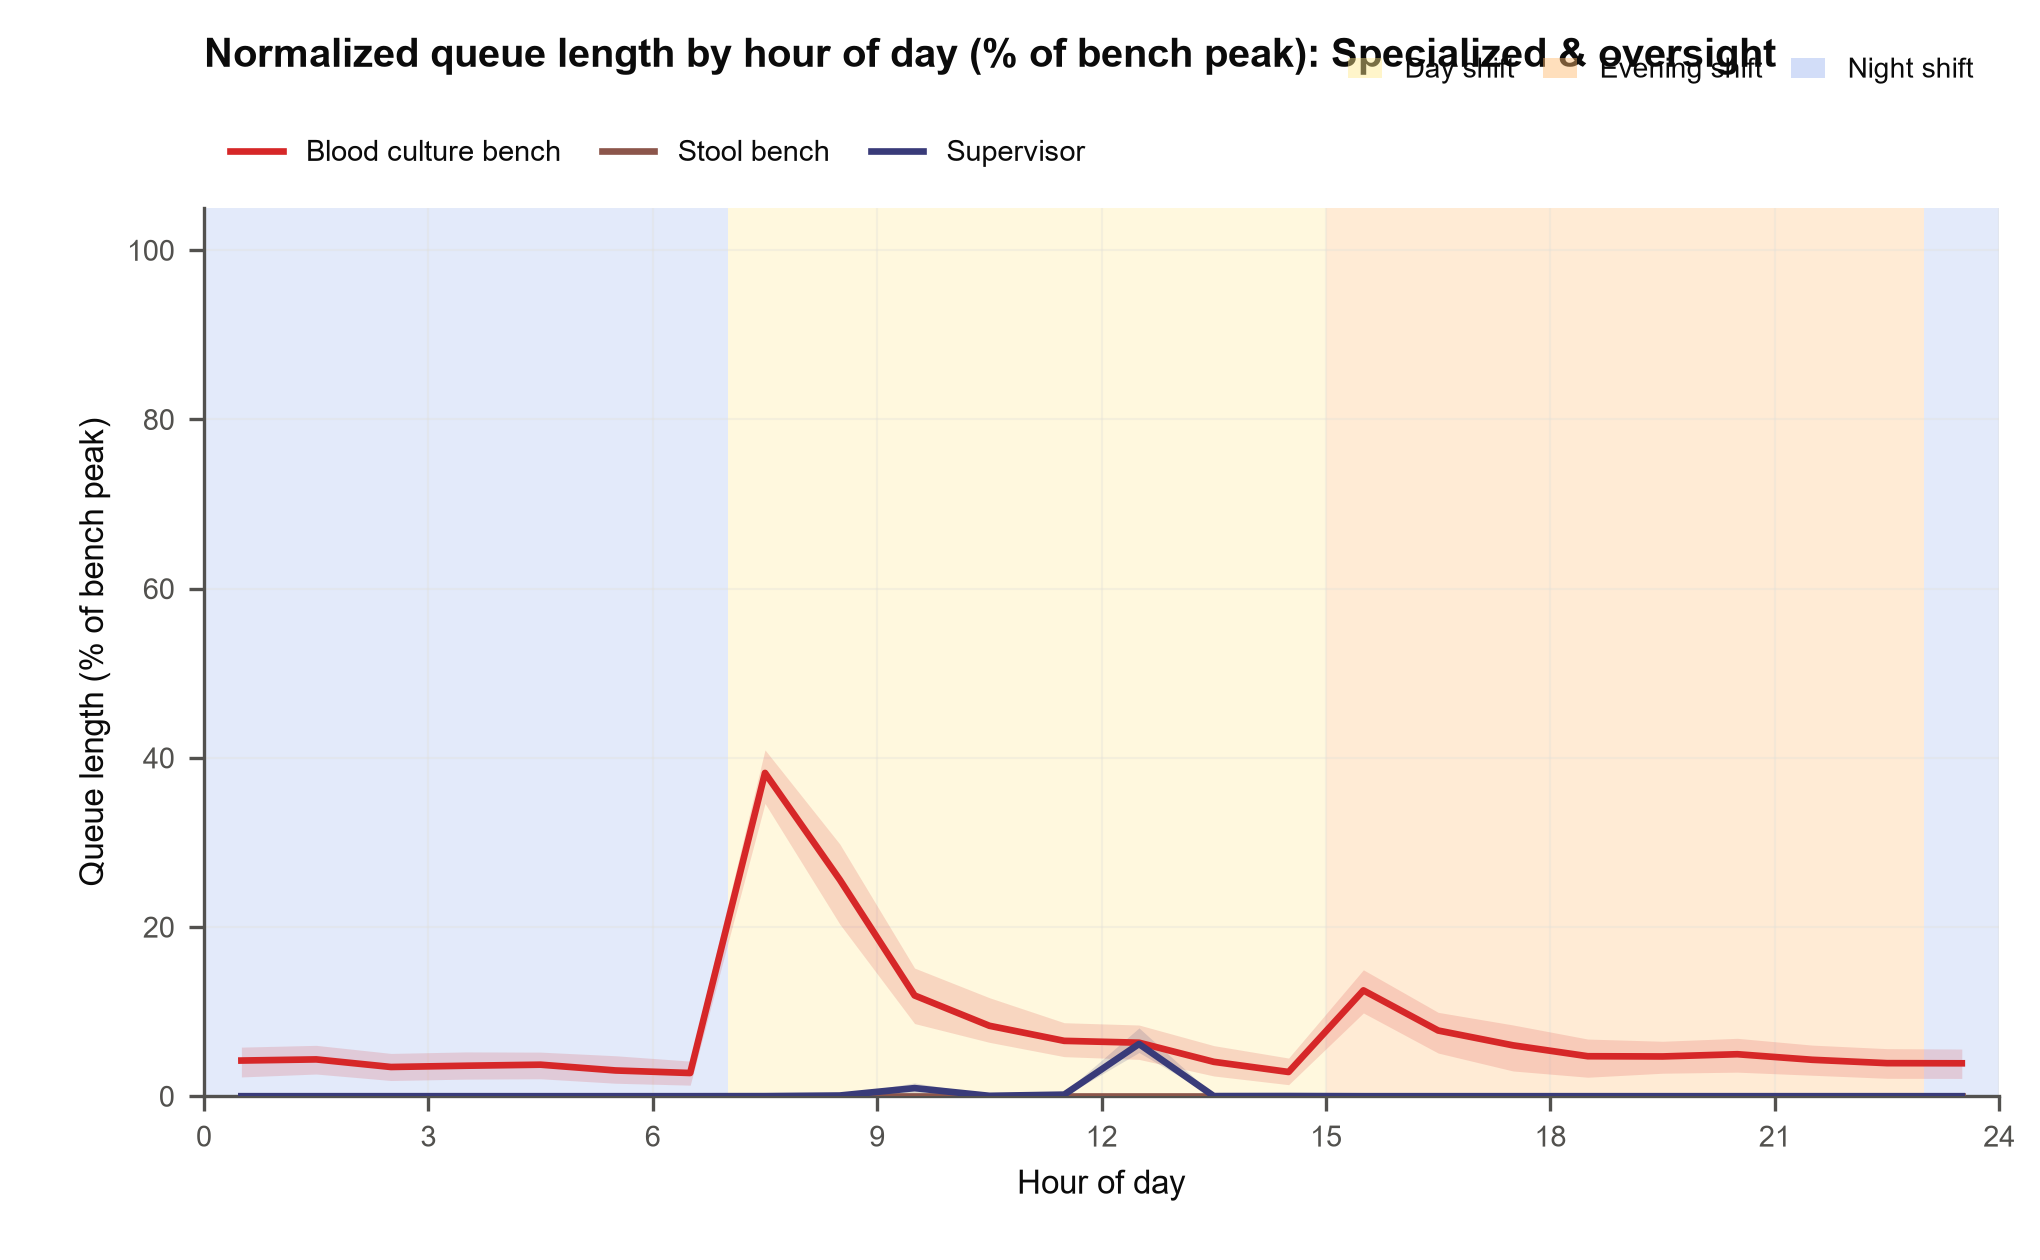 Normalized queue length by hour of day (% of bench peak): Specialized & oversight
Day shift Evening shift Night shift
Blood culture bench Stool bench Supervisor
Queue length (% of bench peak)
100
80
60
40
20
0
0 3 6 9 12 15 18 21 24
Hour of day